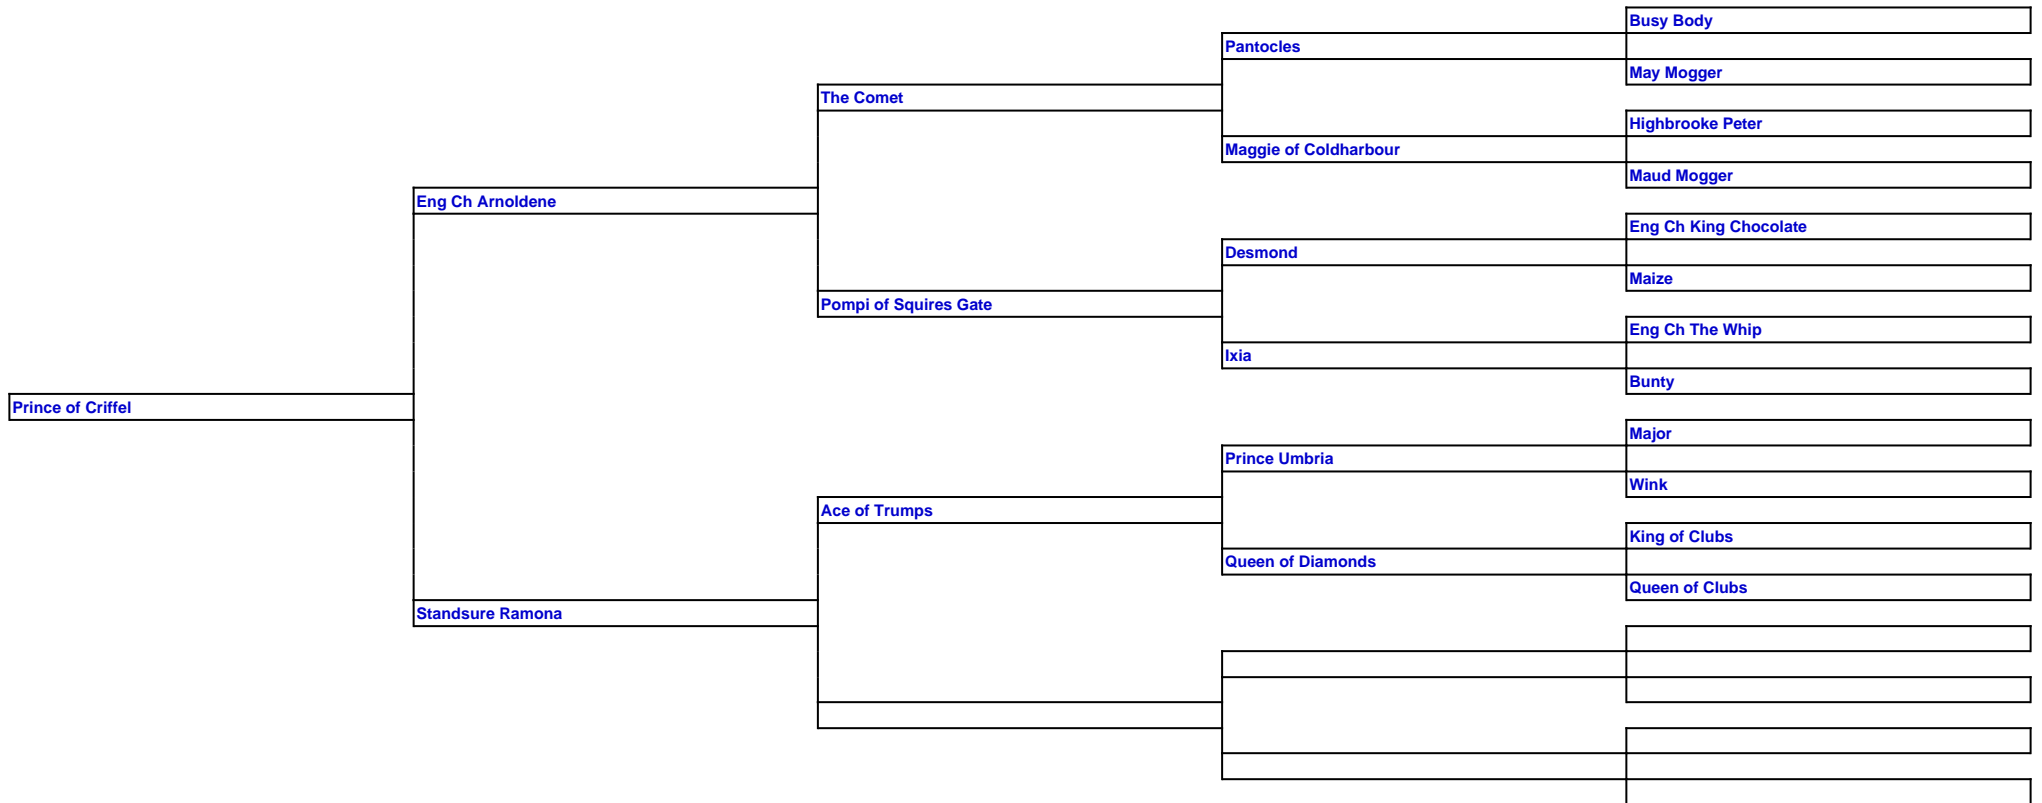 Busy Body
Pantocles
May Mogger
The Comet
Highbrooke Peter
Maggie of Coldharbour
Maud Mogger
Eng Ch Arnoldene
Eng Ch King Chocolate
Desmond
Maize
Pompi of Squires Gate
Eng Ch The Whip
Ixia
Bunty
Prince of Criffel
Major
Prince Umbria
Wink
Ace of Trumps
King of Clubs
Queen of Diamonds
Queen of Clubs
Standsure Ramona